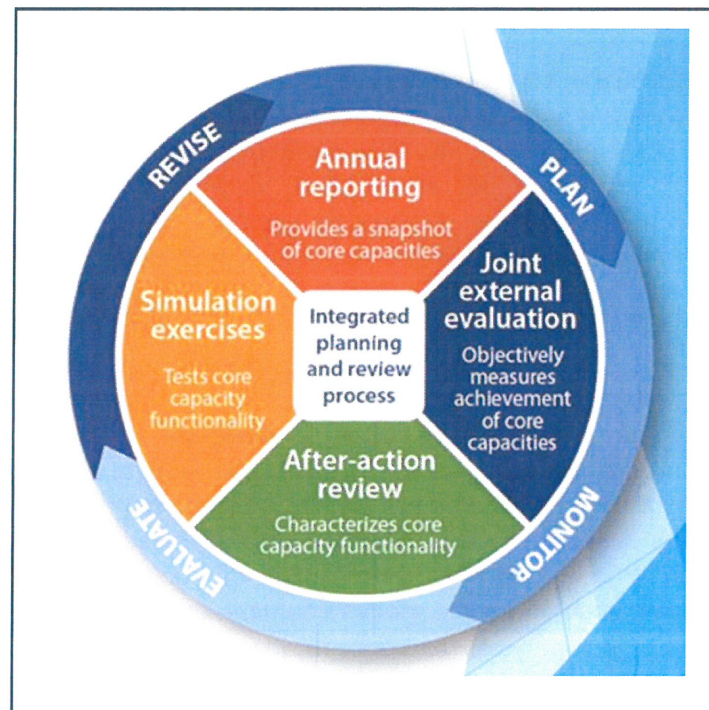 REVISE
PLAN
Annual
reporting
Provides a snapshot
of core capacities
Joint
external
evaluation
Objectively
measures
achievement
of core
capacities
Simulation
exercises
Tests core
capacity
functionality
Integrated
planning
and review
process
After-action
review
Characterizes core
capacity functionality
EVALUATE
MONITOR